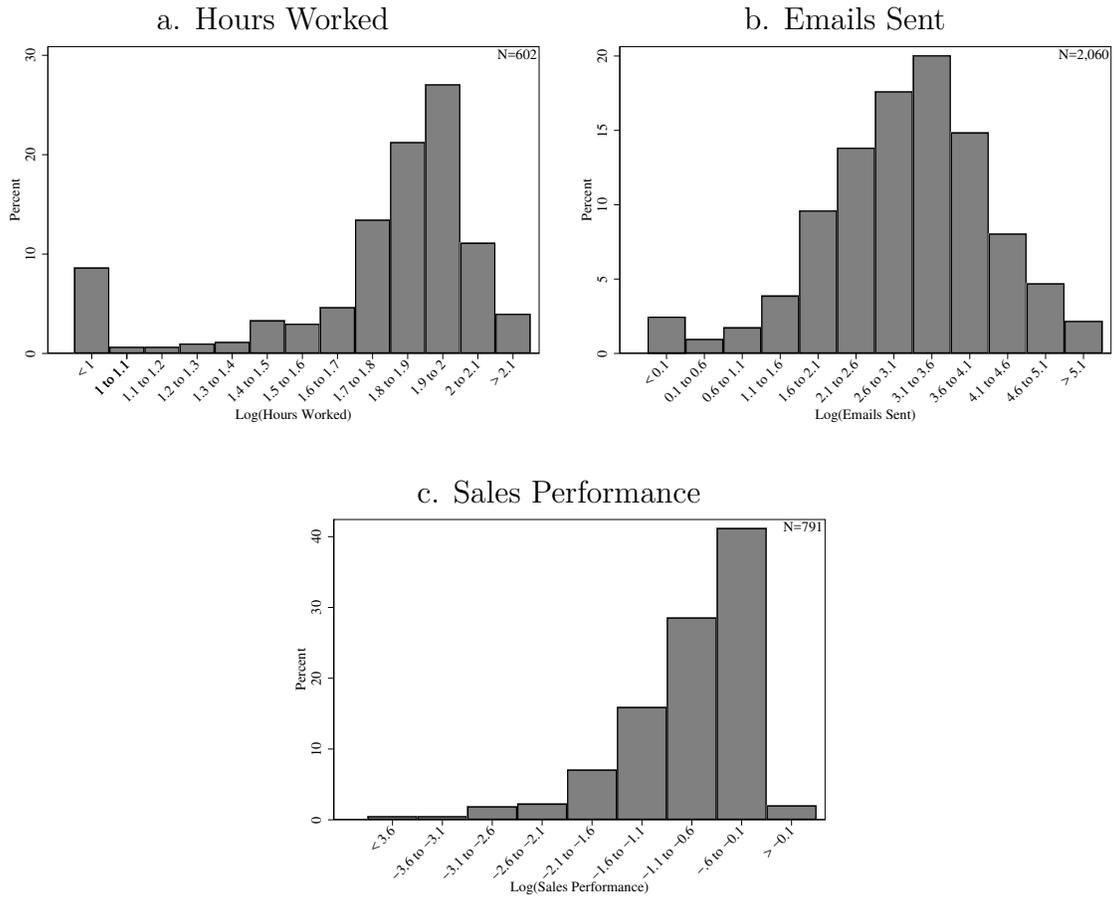 a. Hours Worked
N=602
Percent
30
20
10
0
< 1
1 to 1.1
1.1 to 1.2
1.2 to 1.3
1.3 to 1.4
1.4 to 1.5
1.5 to 1.6
1.6 to 1.7
1.7 to 1.8
1.8 to 1.9
1.9 to 2
2 to 2.1
> 2.1
Log(Hours Worked)
b. Emails Sent
N=2,060
Percent
20
15
10
5
0
< 0.1
0.1 to 0.6
0.6 to 1.1
1.1 to 1.6
1.6 to 2.1
2.1 to 2.6
2.6 to 3.1
3.1 to 3.6
3.6 to 4.1
4.1 to 4.6
4.6 to 5.1
> 5.1
Log(Emails Sent)
c. Sales Performance
N=791
Percent
40
30
20
10
0
< 3.6
−3.6 to −3.1
−3.1 to −2.6
−2.6 to −2.1
−2.1 to −1.6
−1.6 to −1.1
−1.1 to −0.6
−.6 to −0.1
> −0.1
Log(Sales Performance)